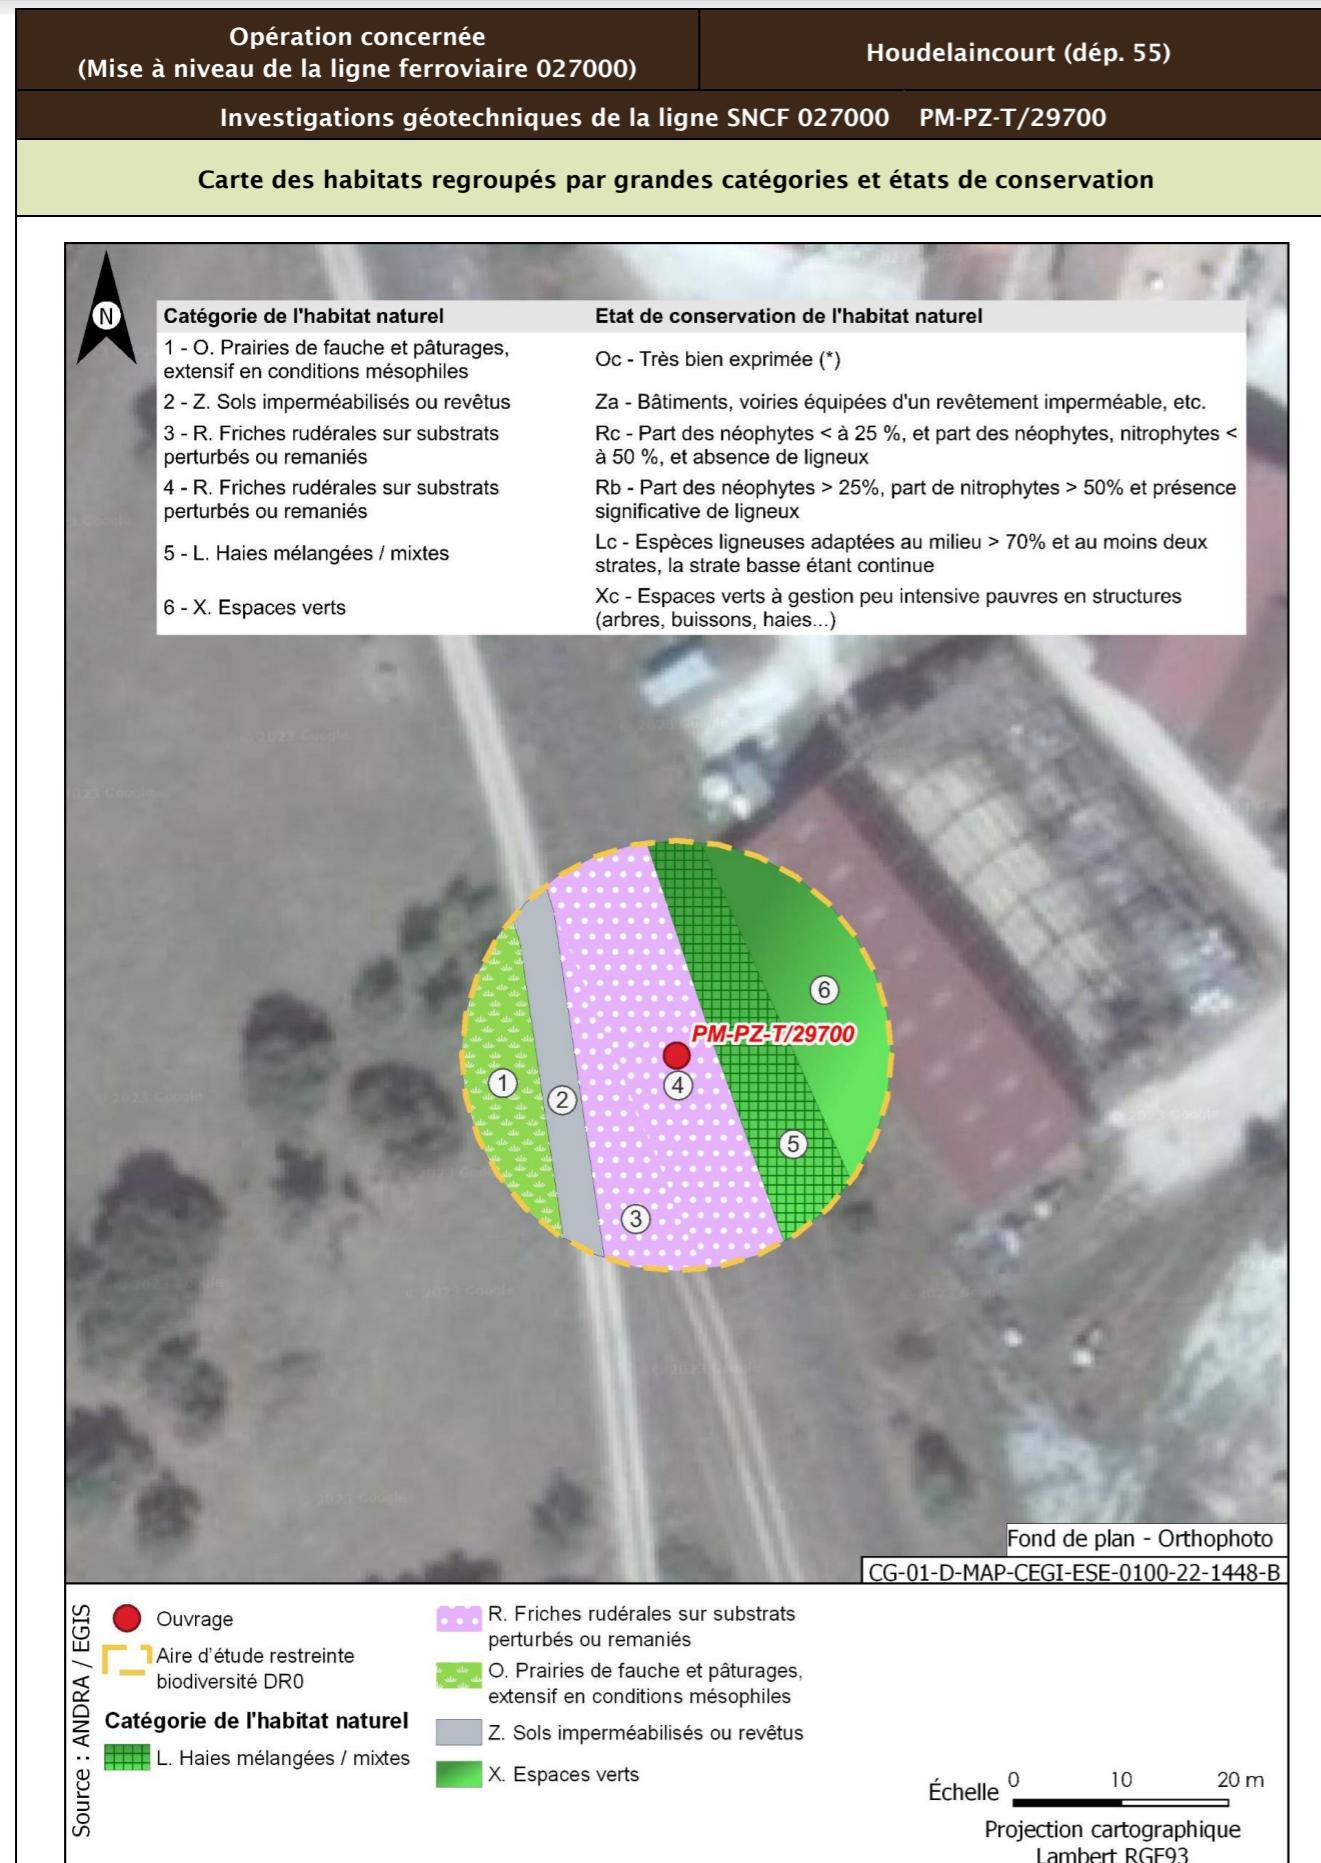 Opération concernée
(Mise à niveau de la ligne ferroviaire 027000)
Houdelaincourt (dép. 55)
Investigations géotechniques de la ligne SNCF 027000 PM-PZ-T/29700
Carte des habitats regroupés par grandes catégories et états de conservation
N
Catégorie de l'habitat naturel
Etat de conservation de l'habitat naturel
1 - O. Prairies de fauche et pâturages,
extensif en conditions mésophiles
Oc - Très bien exprimée (*)
2 - Z. Sols imperméabilisés ou revêtus
Za - Bâtiments, voiries équipées d'un revêtement imperméable, etc.
3 - R. Friches rudérales sur substrats
perturbés ou remaniés
Rc - Part des néophytes < à 25 %, et part des néophytes, nitrophytes <
à 50 %, et absence de ligneux
4 - R. Friches rudérales sur substrats
perturbés ou remaniés
Rb - Part des néophytes > 25%, part de nitrophytes > 50% et présence
significative de ligneux
5 - L. Haies mélangées / mixtes
Lc - Espèces ligneuses adaptées au milieu > 70% et au moins deux
strates, la strate basse étant continue
6 - X. Espaces verts
Xc - Espaces verts à gestion peu intensive pauvres en structures
(arbres, buissons, haies...)
© 2023 Google
6
PM-PZ-T/29700
1
2
4
5
3
Fond de plan - Orthophoto
CG-01-D-MAP-CEGI-ESE-0100-22-1448-B
Source : ANDRA / EGIS
Ouvrage
Aire d'étude restreinte
biodiversité DR0
Catégorie de l'habitat naturel
L. Haies mélangées / mixtes
R. Friches rudérales sur substrats
perturbés ou remaniés
O. Prairies de fauche et pâturages,
extensif en conditions mésophiles
Z. Sols imperméabilisés ou revêtus
X. Espaces verts
Échelle 0 10 20 m
Projection cartographique
Lambert RGF93